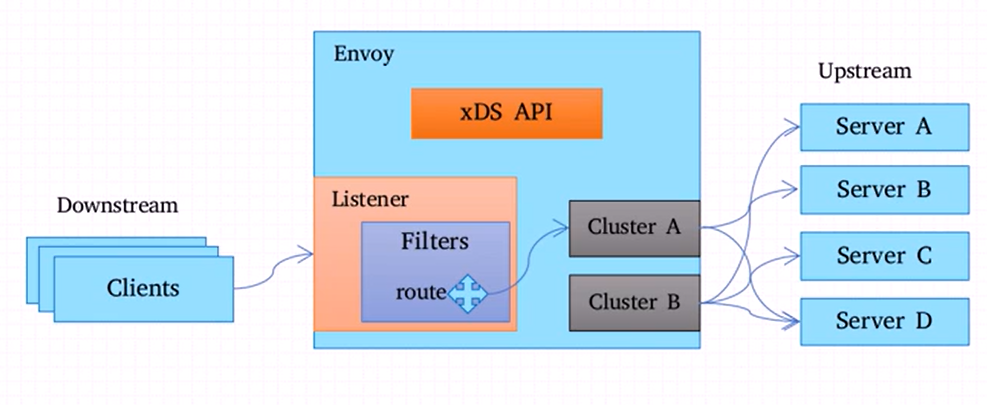 Envoy
xDS API
Downstream
Clients
Listener
Filters
route
Cluster A
Cluster B
Upstream
Server A
Server B
Server C
Server D